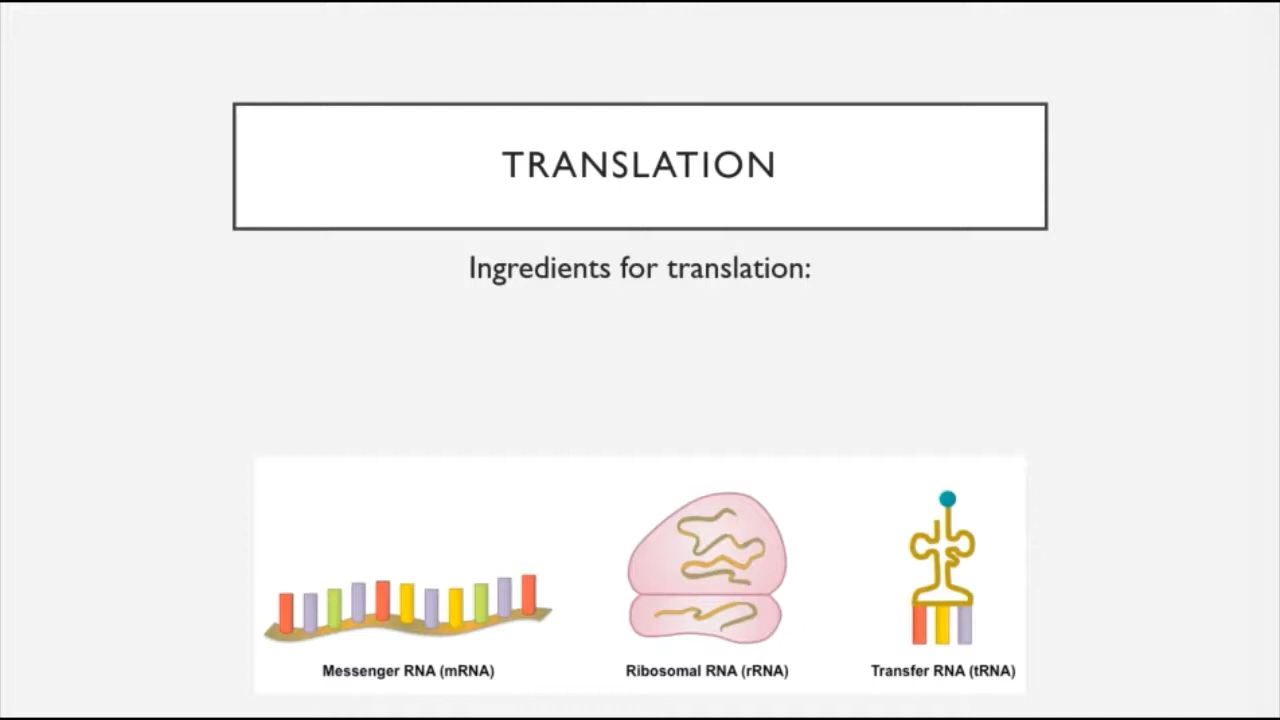 TRANSLATION
Ingredients for translation:
Messenger RNA (mRNA)
Ribosomal RNA (rRNA)
Transfer RNA (tRNA)